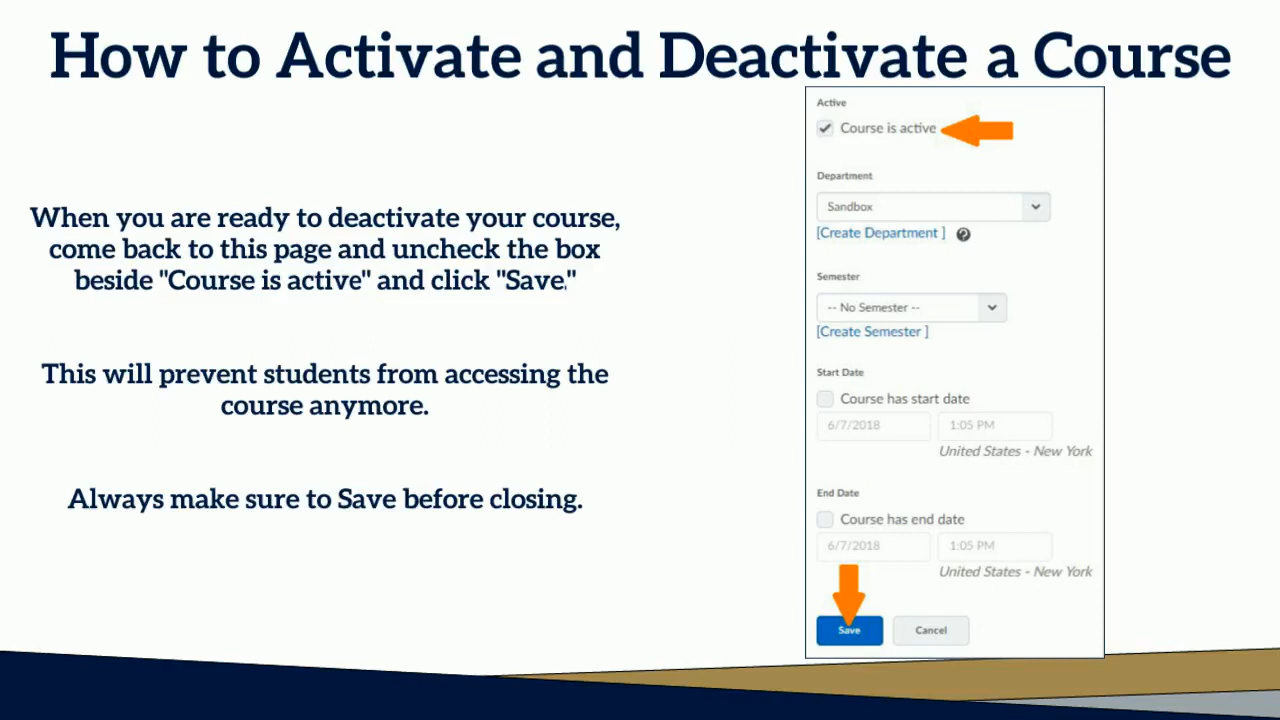 How to Activate and Deactivate a Course
When you are ready to deactivate your course,
come back to this page and uncheck the box
beside "Course is active" and click "Save."
This will prevent students from accessing the
course anymore.
Always make sure to Save before closing.
Active
Course is active
Department
Sandbox
[Create Department ]
Semester
-- No Semester --
[Create Semester ]
Start Date
Course has start date
6/7/2018 1:05 PM
United States - New York
End Date
Course has end date
6/7/2018 1:05 PM
United States - New York
Save Cancel